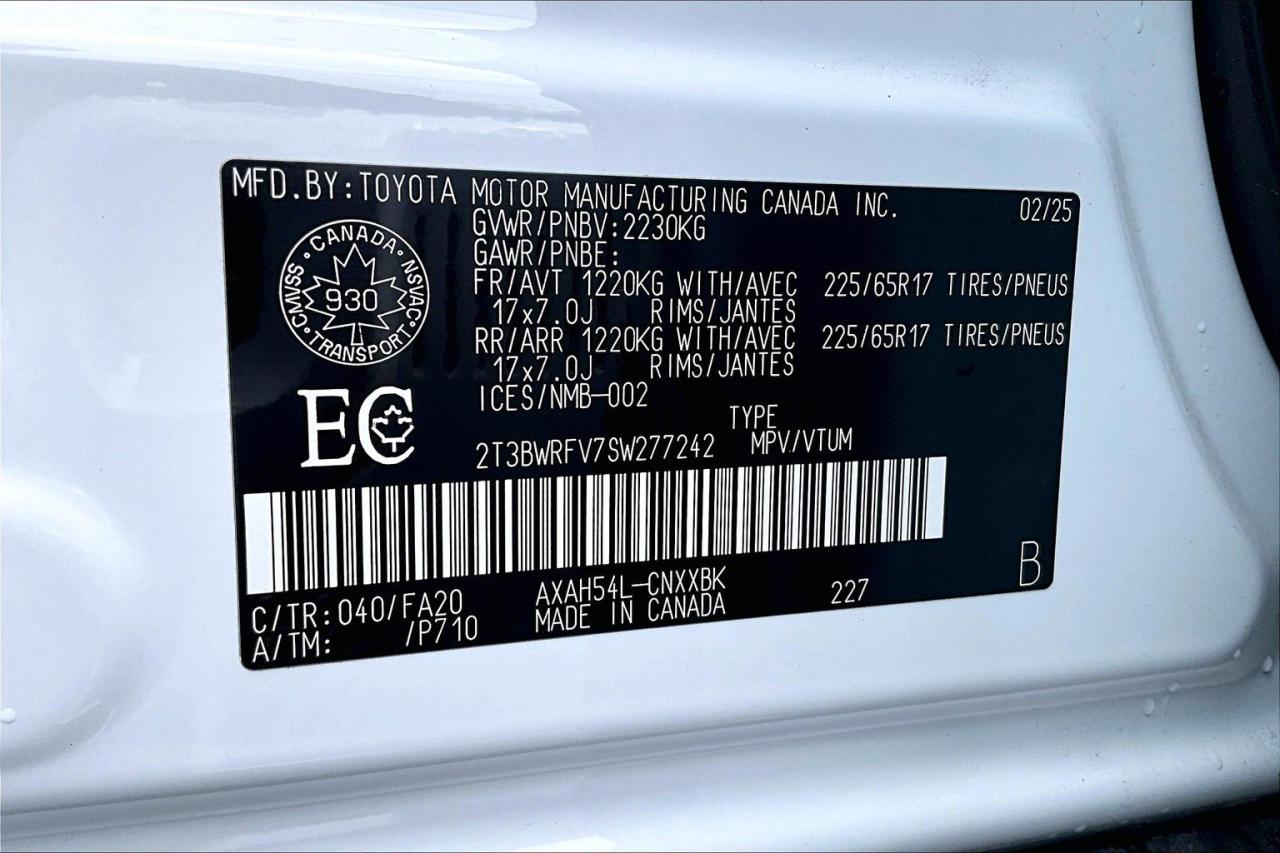 MFD.BY:TOYOTA MOTOR MANUFACTURING CANADA INC. 02/25
GVWR/PNBV:2230KG
GAWR/PNBE:
FR/AVT 1220KG WITH/AVEC 225/65R17 TIRES/PNEUS
17x7.0J RIMS/JANTES
RR/ARR 1220KG WITH/AVEC 225/65R17 TIRES/PNEUS
17x7.0J RIMS/JANTES
ICES/NMB-002
CANADA
CMVSS 930 NSVAC
TRANSPORT
EC
TYPE
2T3BWRFV7SW277242 MPV/VTUM
B
C/TR:040/FA20 AXAH54L-CNXXBK 227
A/TM: /P710 MADE IN CANADA